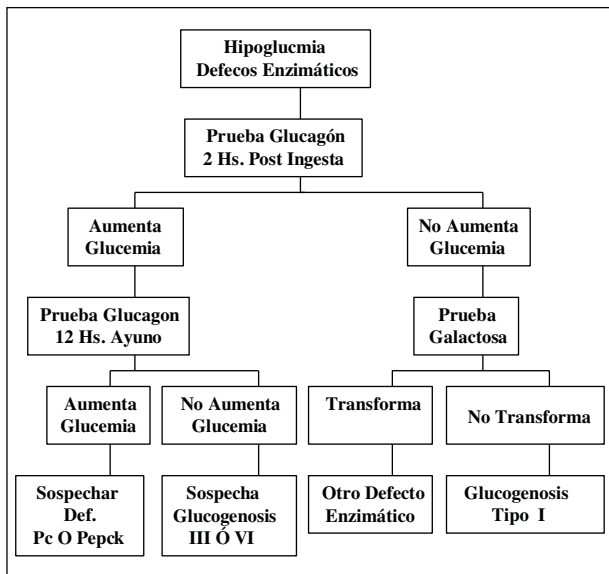 Hipoglucmia
Defecos Enzimáticos
Prueba Glucagón
2 Hs. Post Ingesta
Aumenta
Glucemia
No Aumenta
Glucemia
Prueba Glucagon
12 Hs. Ayuno
Prueba
Galactosa
Aumenta
Glucemia
No Aumenta
Glucemia
Transforma
No Transforma
Sospechar
Def.
Pc O Pepck
Sospecha
Glucogenosis
III Ó VI
Otro Defecto
Enzimático
Glucogenosis
Tipo I